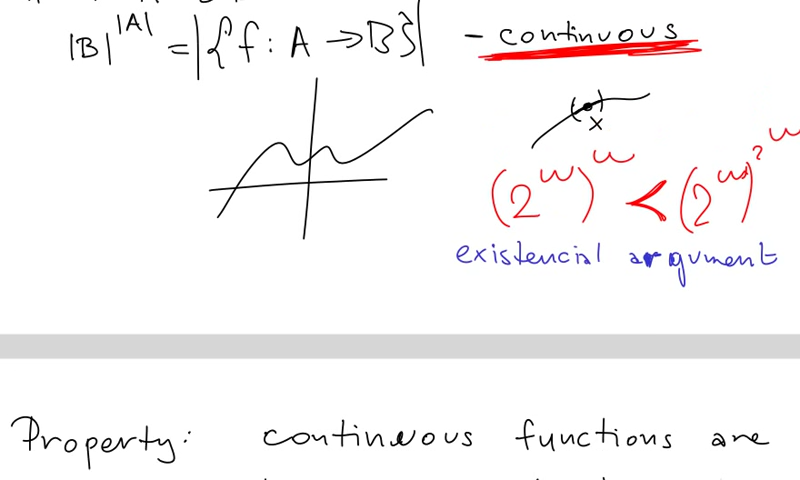 |B|^|A| = |{f: A → B}| - continuous
x
(2^ω)^ω < (2^ω)^2^ω
existencial argument
Property: continuous functions are